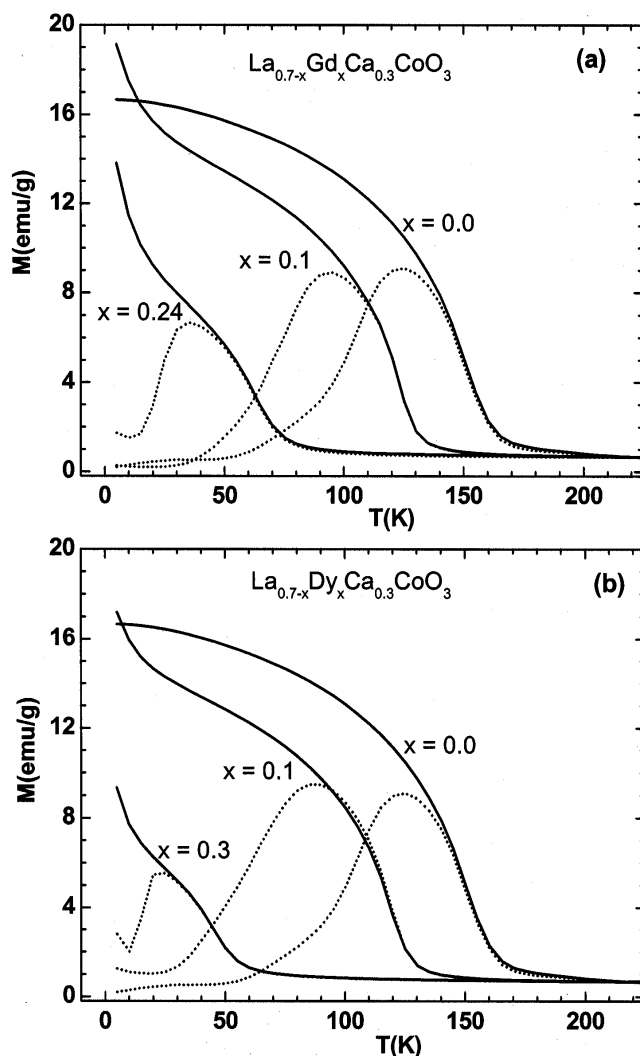 20
16
12
8
4
0
M(emu/g)
La₀.₇₋ₓGdₓCa₀.₃CoO₃
(a)
x = 0.0
x = 0.1
x = 0.24
0 50 100 150 200
T(K)
20
16
12
8
4
0
M(emu/g)
La₀.₇₋ₓDyₓCa₀.₃CoO₃
(b)
x = 0.0
x = 0.1
x = 0.3
0 50 100 150 200
T(K)